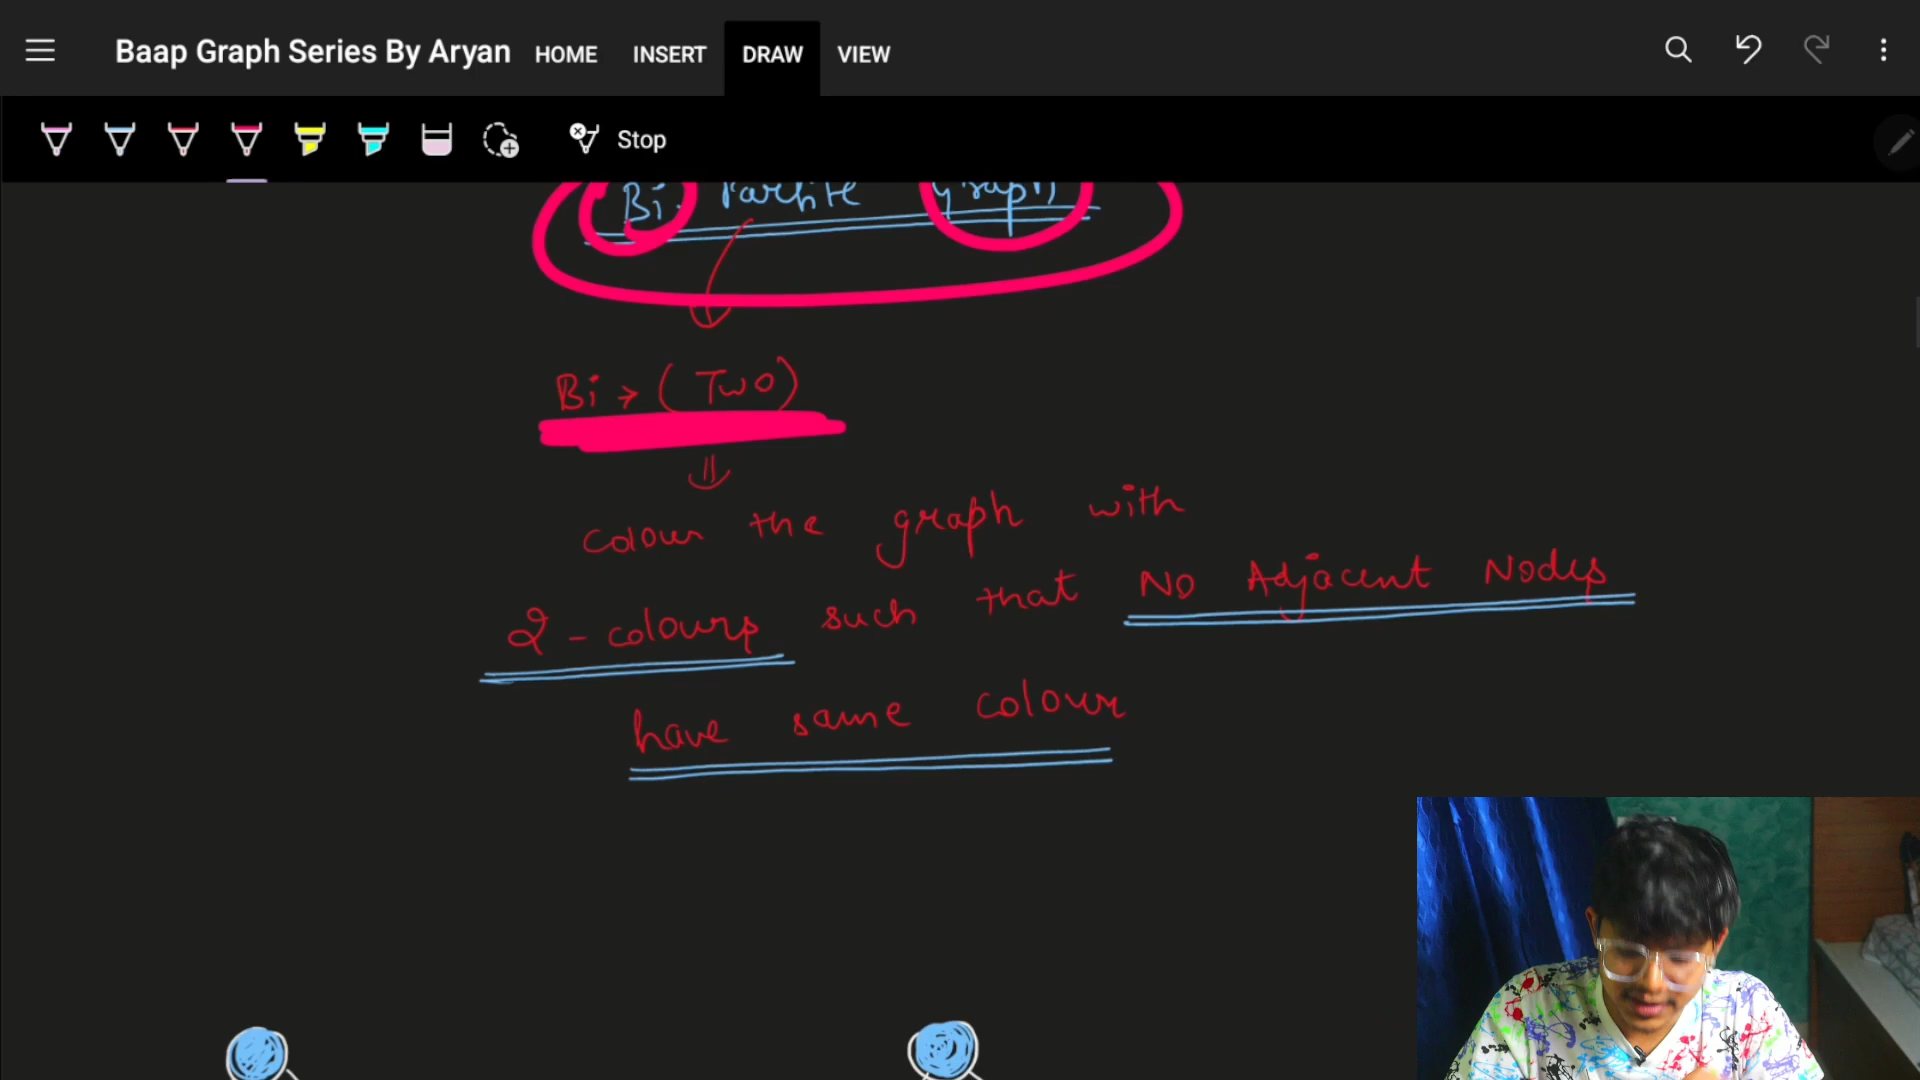 Baap Graph Series By Aryan HOME INSERT DRAW VIEW
Stop
Bi. Partite Graph
Bi → (Two)
colour the graph with
2 - colours such that No Adjacent Nodes
have same colour